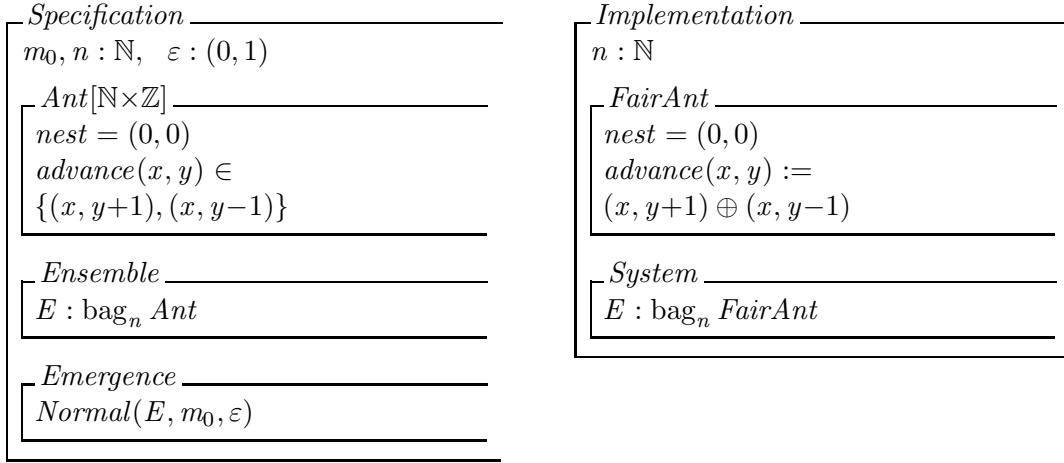 Specification
m₀, n : ℕ, ε : (0, 1)
Ant[ℕ×ℤ]
nest = (0, 0)
advance(x, y) ∈
{(x, y+1), (x, y−1)}
Ensemble
E : bagₙ Ant
Emergence
Normal(E, m₀, ε)
Implementation
n : ℕ
FairAnt
nest = (0, 0)
advance(x, y) :=
(x, y+1) ⊕ (x, y−1)
System
E : bagₙ FairAnt